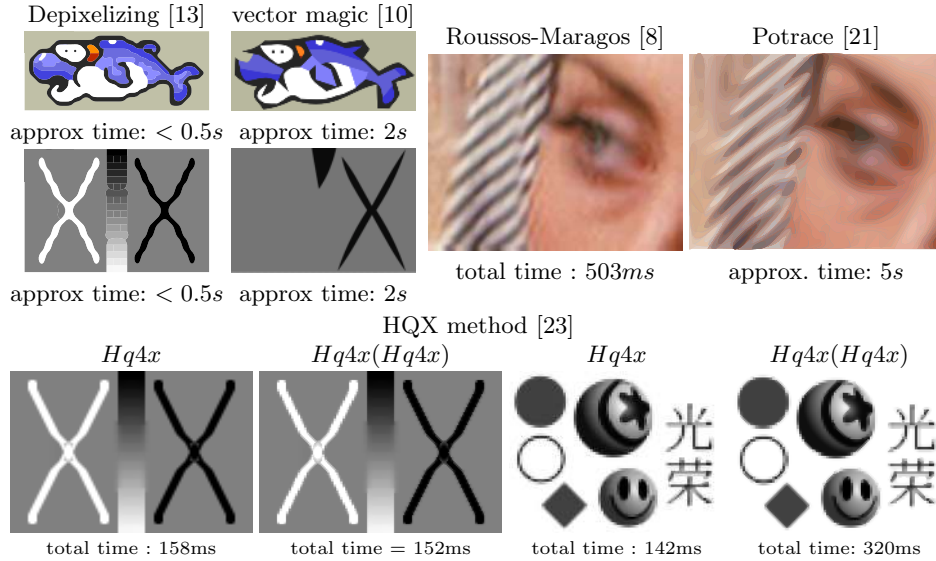 Depixelizing [13]
vector magic [10]
Roussos-Maragos [8]
Potrace [21]
approx time: < 0.5s
approx time: 2s
approx time: < 0.5s
approx time: 2s
total time : 503ms
approx. time: 5s
HQX method [23]
Hq4x
Hq4x(Hq4x)
Hq4x
Hq4x(Hq4x)
光
荣
光
荣
total time : 158ms
total time = 152ms
total time : 142ms
total time: 320ms